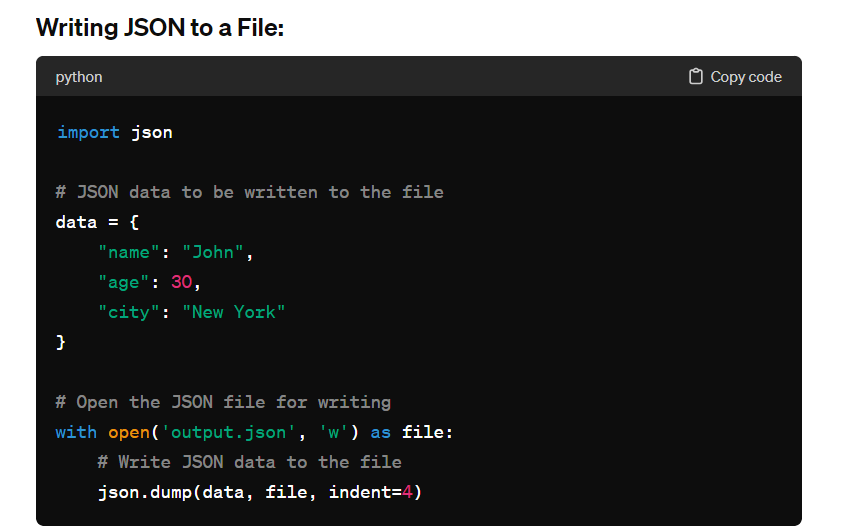 Writing JSON to a File:
python
Copy code
import json
# JSON data to be written to the file
data = {
    "name": "John",
    "age": 30,
    "city": "New York"
}
# Open the JSON file for writing
with open('output.json', 'w') as file:
    # Write JSON data to the file
    json.dump(data, file, indent=4)